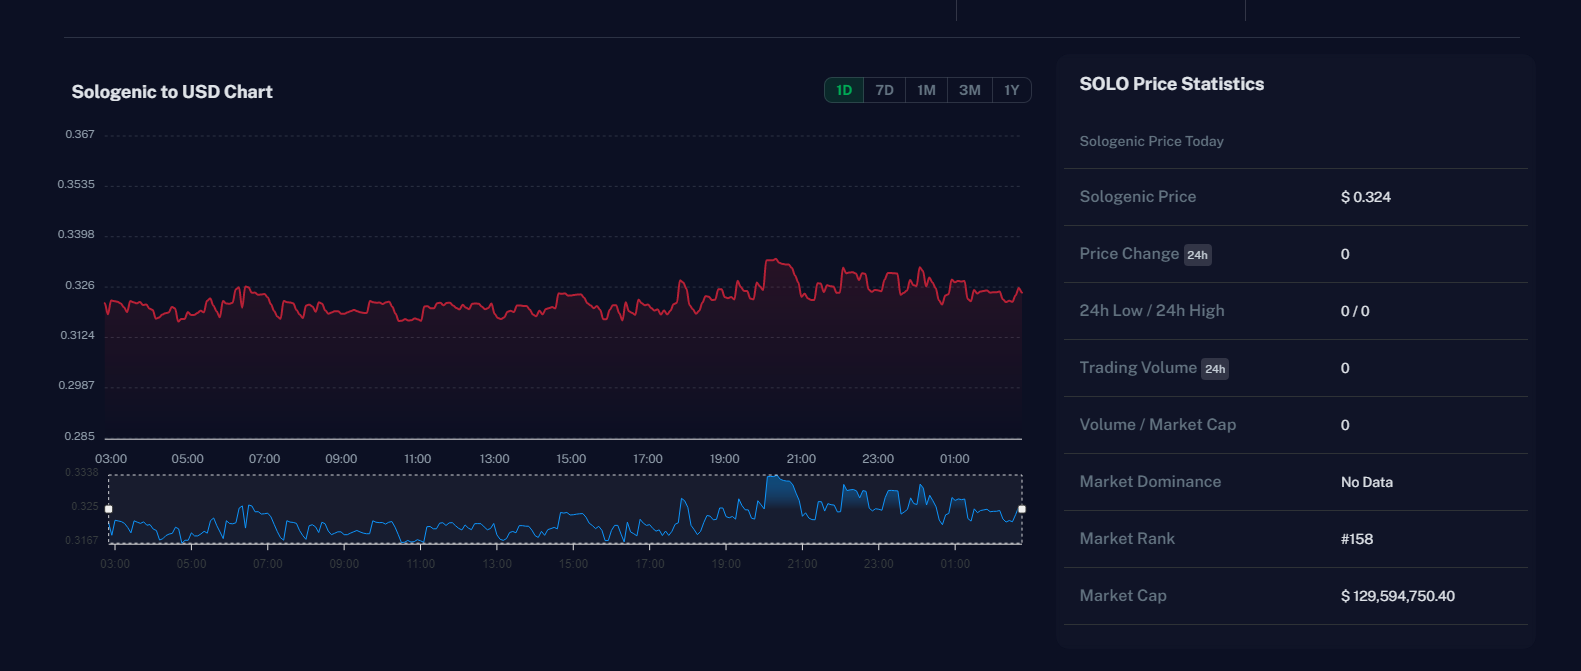 Sologenic to USD Chart
1D 7D 1M 3M 1Y
0.367
0.3535
0.3398
0.326
0.3124
0.2987
0.285
03:00 05:00 07:00 09:00 11:00 13:00 15:00 17:00 19:00 21:00 23:00 01:00
0.3338
0.325
0.3167
03:00 05:00 07:00 09:00 11:00 13:00 15:00 17:00 19:00 21:00 23:00 01:00
SOLO Price Statistics
Sologenic Price Today
Sologenic Price $ 0.324
Price Change 24h 0
24h Low / 24h High 0 / 0
Trading Volume 24h 0
Volume / Market Cap 0
Market Dominance No Data
Market Rank #158
Market Cap $ 129,594,750.40